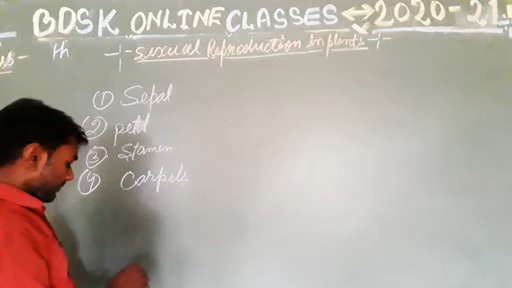 BDSK ONLINE CLASSES ↔ 2020-21
th Sexual Reproduction In plants
① Sepal
② petal
③ Stamen
④ Carpels